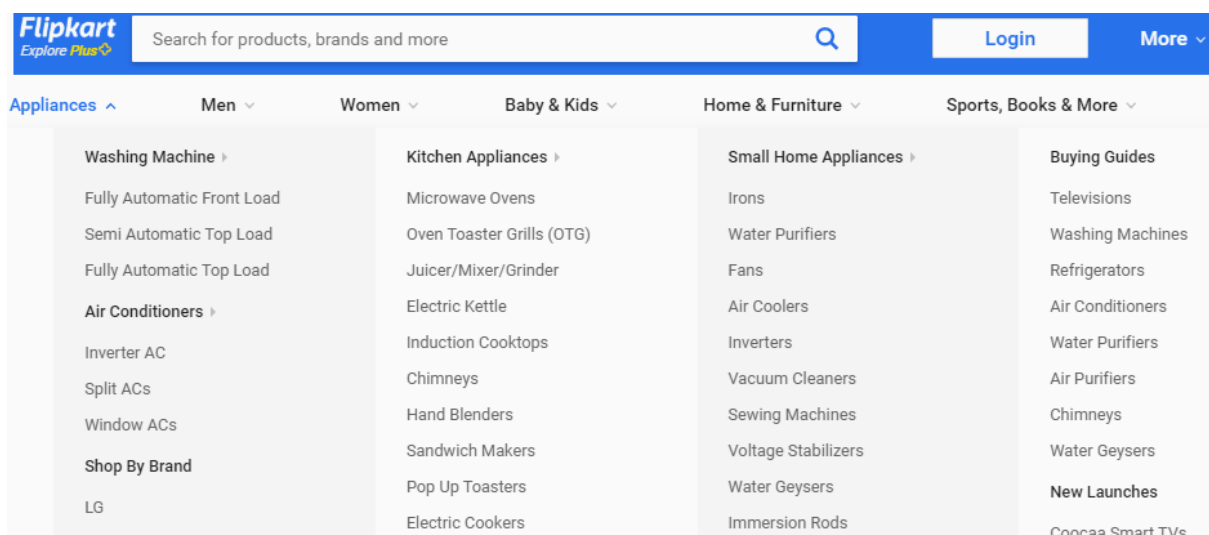 Flipkart
Explore Plus
Search for products, brands and more
Login
More
Appliances
Men
Women
Baby & Kids
Home & Furniture
Sports, Books & More
Washing Machine
Fully Automatic Front Load
Semi Automatic Top Load
Fully Automatic Top Load
Air Conditioners
Inverter AC
Split ACs
Window ACs
Shop By Brand
LG
Kitchen Appliances
Microwave Ovens
Oven Toaster Grills (OTG)
Juicer/Mixer/Grinder
Electric Kettle
Induction Cooktops
Chimneys
Hand Blenders
Sandwich Makers
Pop Up Toasters
Electric Cookers
Small Home Appliances
Irons
Water Purifiers
Fans
Air Coolers
Inverters
Vacuum Cleaners
Sewing Machines
Voltage Stabilizers
Water Geysers
Immersion Rods
Buying Guides
Televisions
Washing Machines
Refrigerators
Air Conditioners
Water Purifiers
Air Purifiers
Chimneys
Water Geysers
New Launches
Coocaa Smart TVs